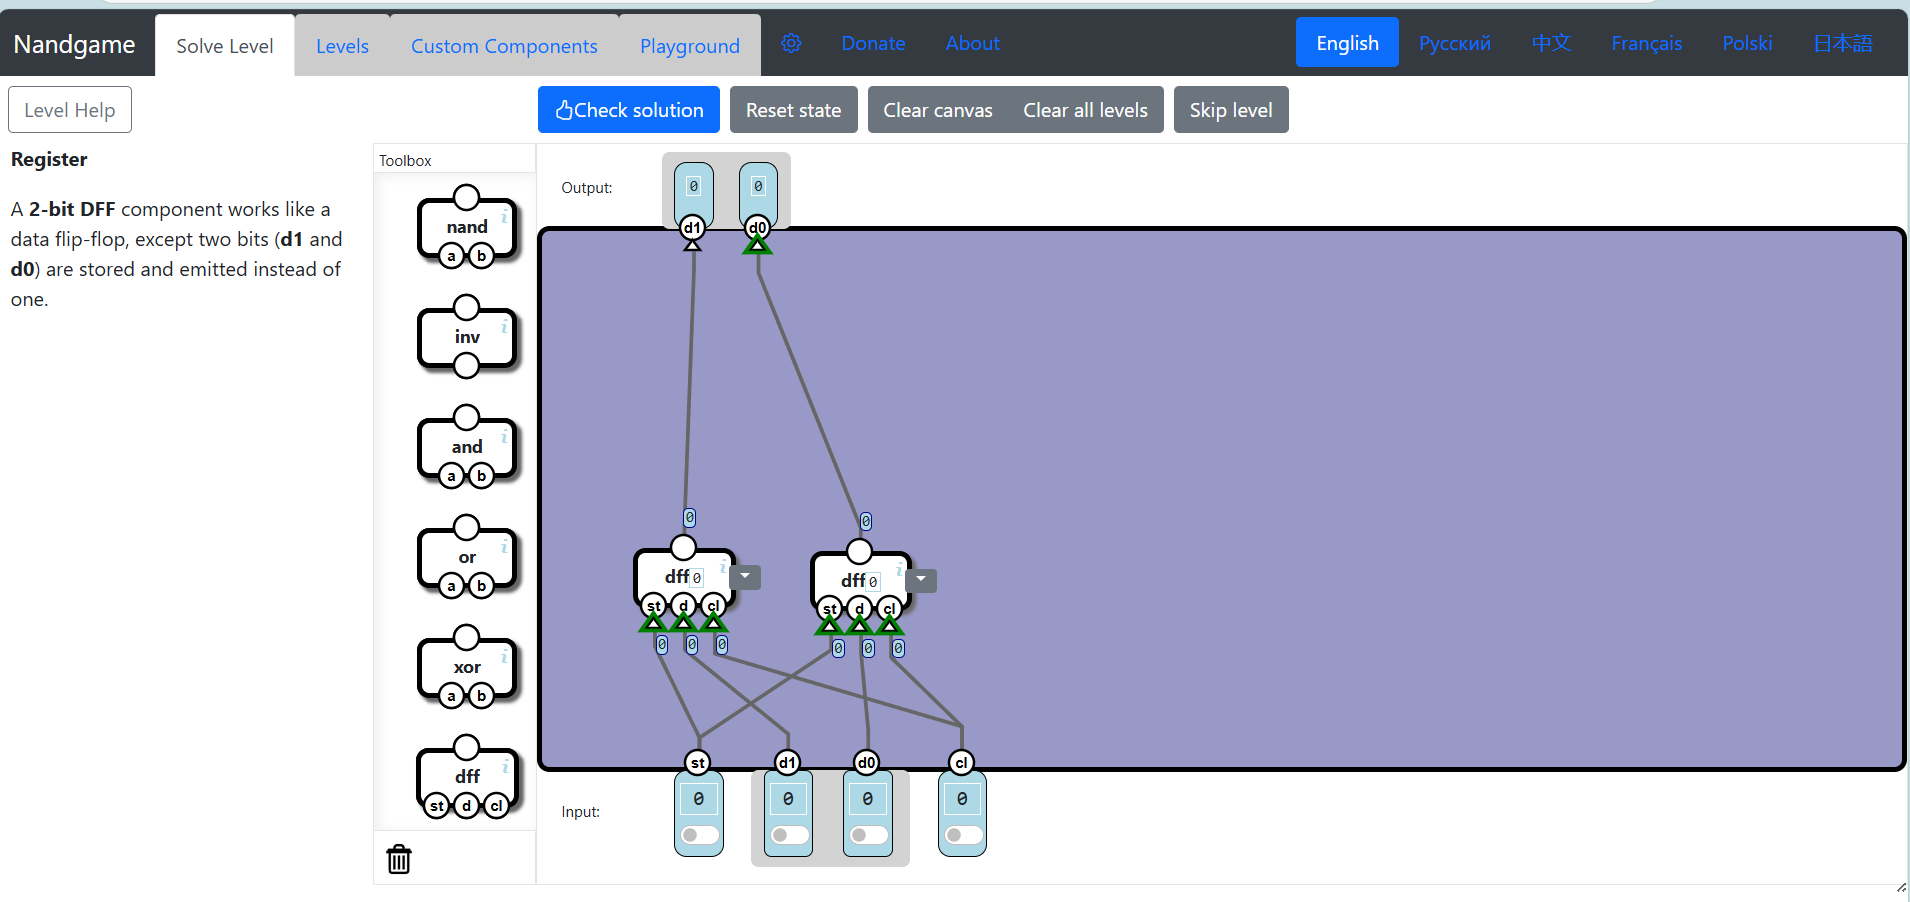 Nandgame Solve Level Levels Custom Components Playground Donate About English Русский 中文 Français Polski 日本語
Level Help Check solution Reset state Clear canvas Clear all levels Skip level
Register
A 2-bit DFF component works like a
data flip-flop, except two bits (d1 and
d0) are stored and emitted instead of
one.
Toolbox
nand i
a b
inv i
and i
a b
or i
a b
xor i
a b
dff i
st d cl
Output:
0 0
d1 d0
0 0
dff 0 i dff 0 i
st d cl st d cl
0 0 0 0 0 0
st d1 d0 cl
Input:
0 0 0 0